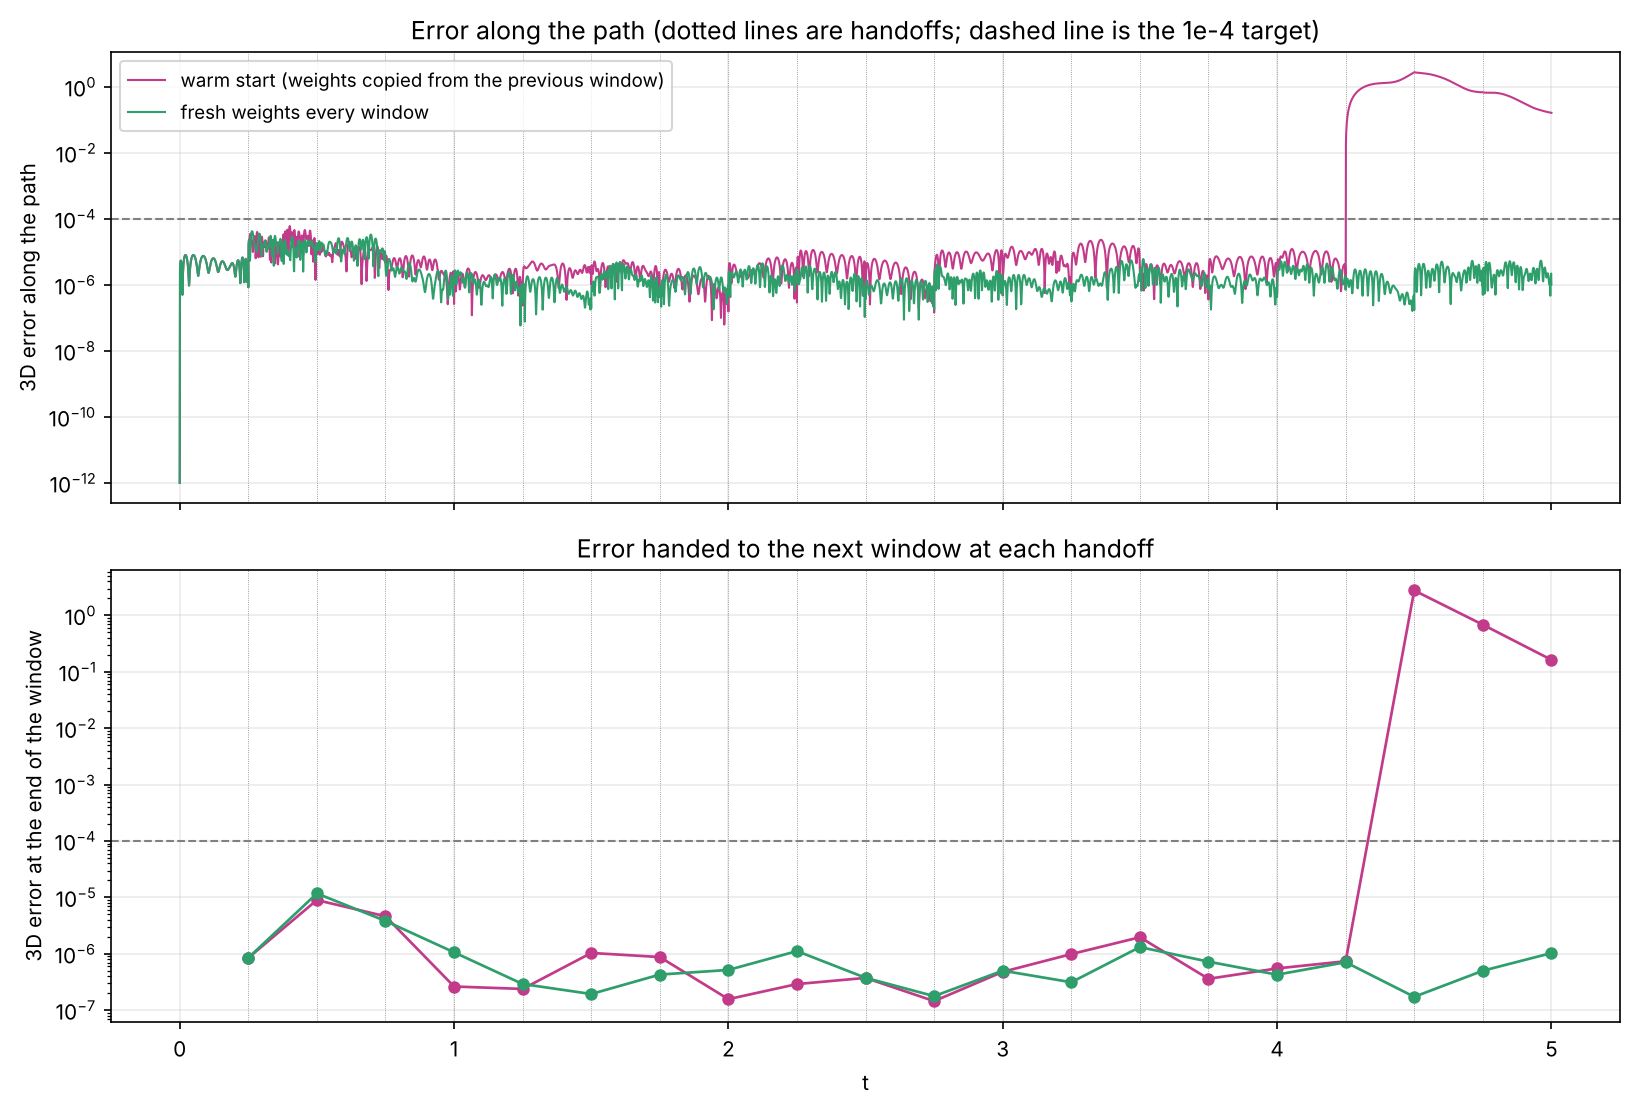 Error along the path (dotted lines are handoffs; dashed line is the 1e-4 target)
3D error along the path
10⁰
10⁻²
10⁻⁴
10⁻⁶
10⁻⁸
10⁻¹⁰
10⁻¹²
warm start (weights copied from the previous window)
fresh weights every window
Error handed to the next window at each handoff
3D error at the end of the window
10⁰
10⁻¹
10⁻²
10⁻³
10⁻⁴
10⁻⁵
10⁻⁶
10⁻⁷
0 1 2 3 4 5
t